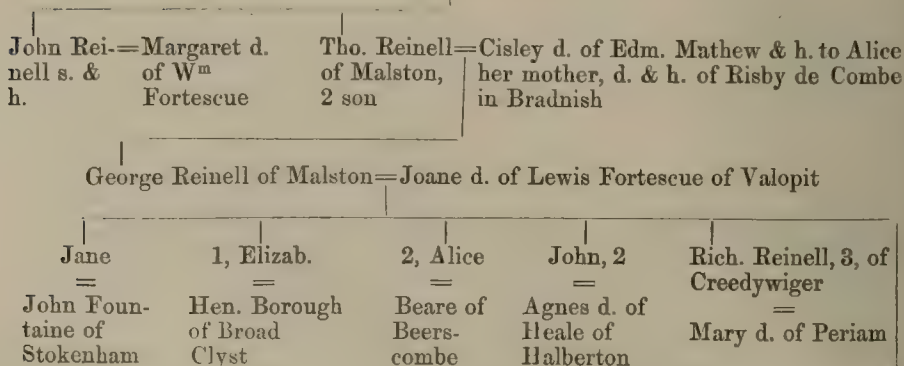 John Rei-=Margaret d. Tho. Reinell=Cisley d. of Edm. Mathew & h. to Alice
nell s. & of Wm of Malston, her mother, d. & h. of Risby de Combe
h. Fortescue 2 son in Bradnish
George Reinell of Malston=Joane d. of Lewis Fortescue of Valopit
Jane 1, Elizab. 2, Alice John, 2 Rich. Reinell, 3, of
Creedywiger
= = = = =
John Foun- Hen. Borough Beare of Agnes d. of Mary d. of Periam
taine of of Broad Beers- Heale of
Stokenham Clyst combe Halberton